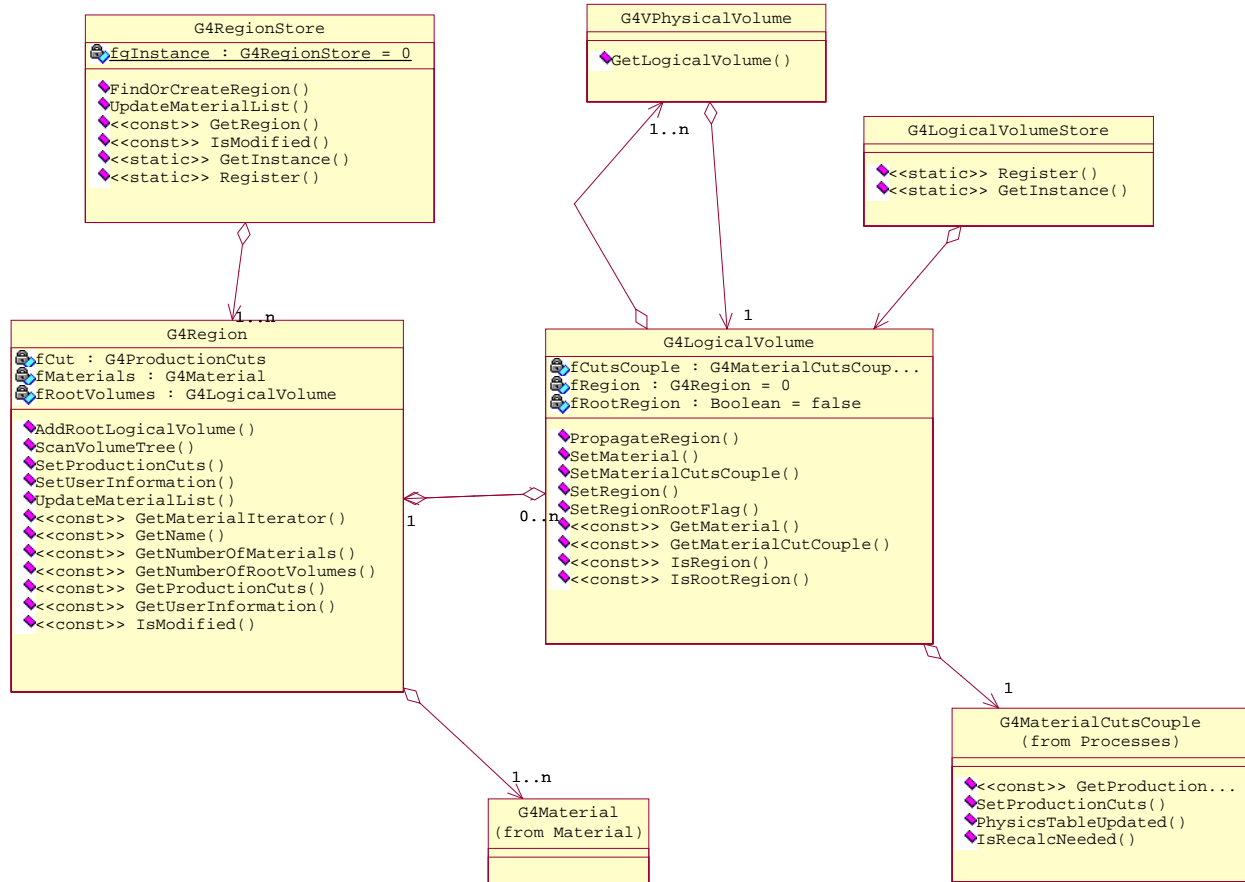 G4RegionStore
fgInstance : G4RegionStore = 0
FindOrCreateRegion()
UpdateMaterialList()
<<const>> GetRegion()
<<const>> IsModified()
<<static>> GetInstance()
<<static>> Register()
G4VPhysicalVolume
GetLogicalVolume()
1..n
G4LogicalVolumeStore
<<static>> Register()
<<static>> GetInstance()
1..n
1
G4Region
fCut : G4ProductionCuts
fMaterials : G4Material
fRootVolumes : G4LogicalVolume
AddRootLogicalVolume()
ScanVolumeTree()
SetProductionCuts()
SetUserInformation()
UpdateMaterialList()
<<const>> GetMaterialIterator()
<<const>> GetName()
<<const>> GetNumberOfMaterials()
<<const>> GetNumberOfRootVolumes()
<<const>> GetProductionCuts()
<<const>> GetUserInformation()
<<const>> IsModified()
1
0..n
G4LogicalVolume
fCutsCouple : G4MaterialCutsCoup...
fRegion : G4Region = 0
fRootRegion : Boolean = false
PropagateRegion()
SetMaterial()
SetMaterialCutsCouple()
SetRegion()
SetRegionRootFlag()
<<const>> GetMaterial()
<<const>> GetMaterialCutCouple()
<<const>> IsRegion()
<<const>> IsRootRegion()
1
1..n
G4Material
(from Material)
G4MaterialCutsCouple
(from Processes)
<<const>> GetProduction...
SetProductionCuts()
PhysicsTableUpdated()
IsRecalcNeeded()